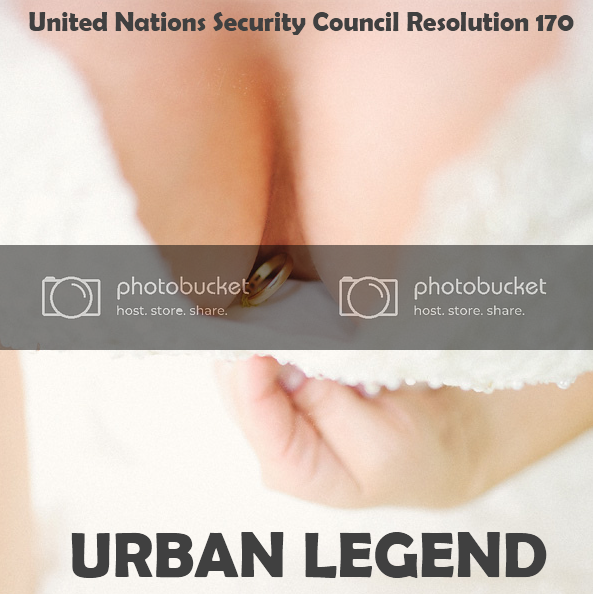 United Nations Security Council Resolution 170
photobucket photobucket
host. store. share. host. store. share.
URBAN LEGEND